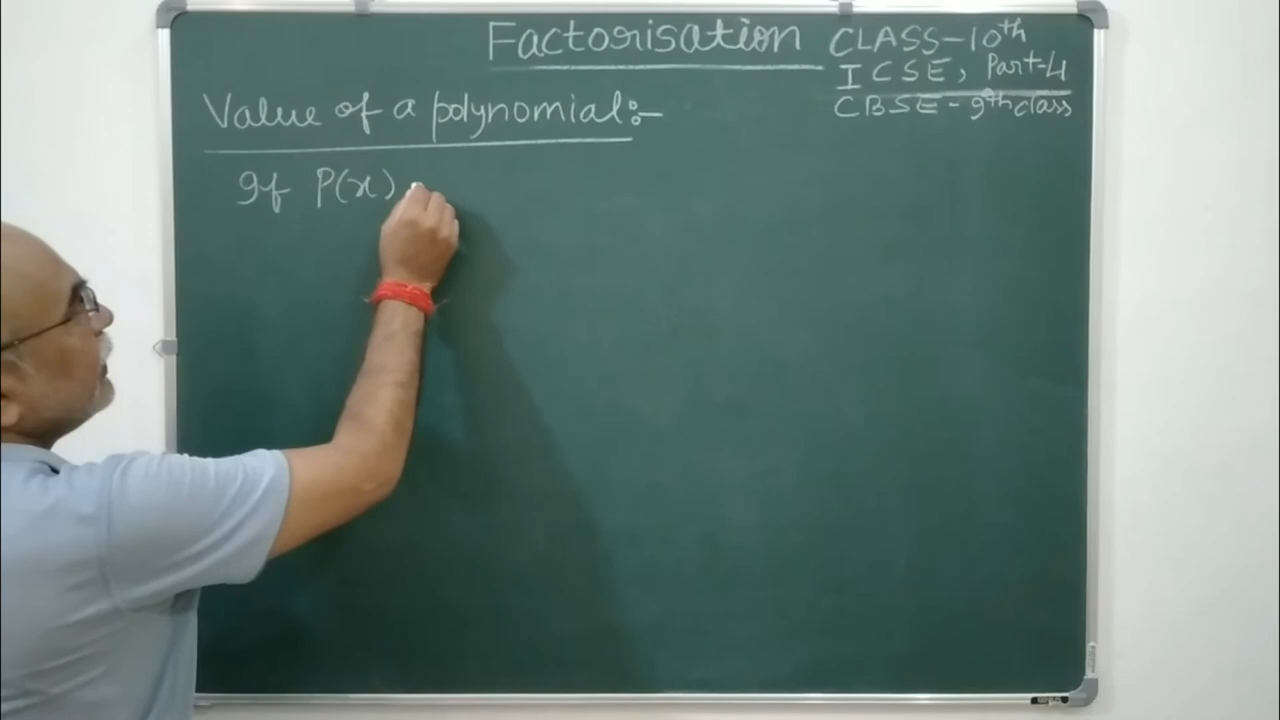 Factorisation
CLASS-10th
ICSE, Part-4
CBSE-9th class
Value of a polynomial:-
If P(x)